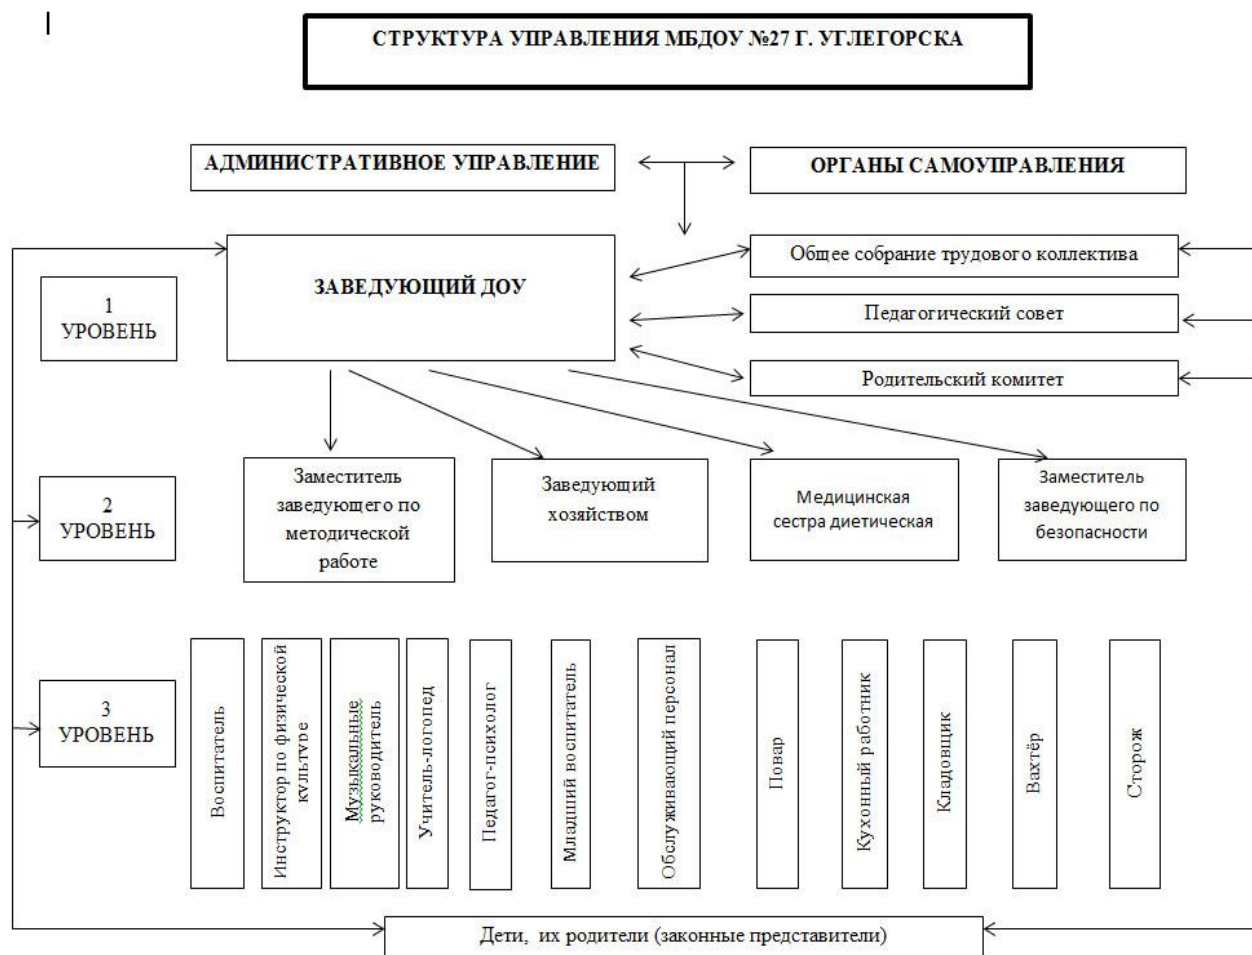 СТРУКТУРА УПРАВЛЕНИЯ МБДОУ №27 Г. УГЛЕГОРСКА
АДМИНИСТРАТИВНОЕ УПРАВЛЕНИЕ
ОРГАНЫ САМОУПРАВЛЕНИЯ
ЗАВЕДУЮЩИЙ ДОУ
Общее собрание трудового коллектива
Педагогический совет
Родительский комитет
1
УРОВЕНЬ
2
УРОВЕНЬ
Заместитель
заведующего по
методической
работе
Заведующий
хозяйством
Медицинская
сестра диетическая
Заместитель
заведующего по
безопасности
3
УРОВЕНЬ
Воспитатель
Инструктор по физической
культуре
Музыкальные
руководитель
Учитель-логопед
Педагог-психолог
Младший воспитатель
Обслуживающий персонал
Повар
Кухонный работник
Кладовщик
Вахтёр
Сторож
Дети, их родители (законные представители)